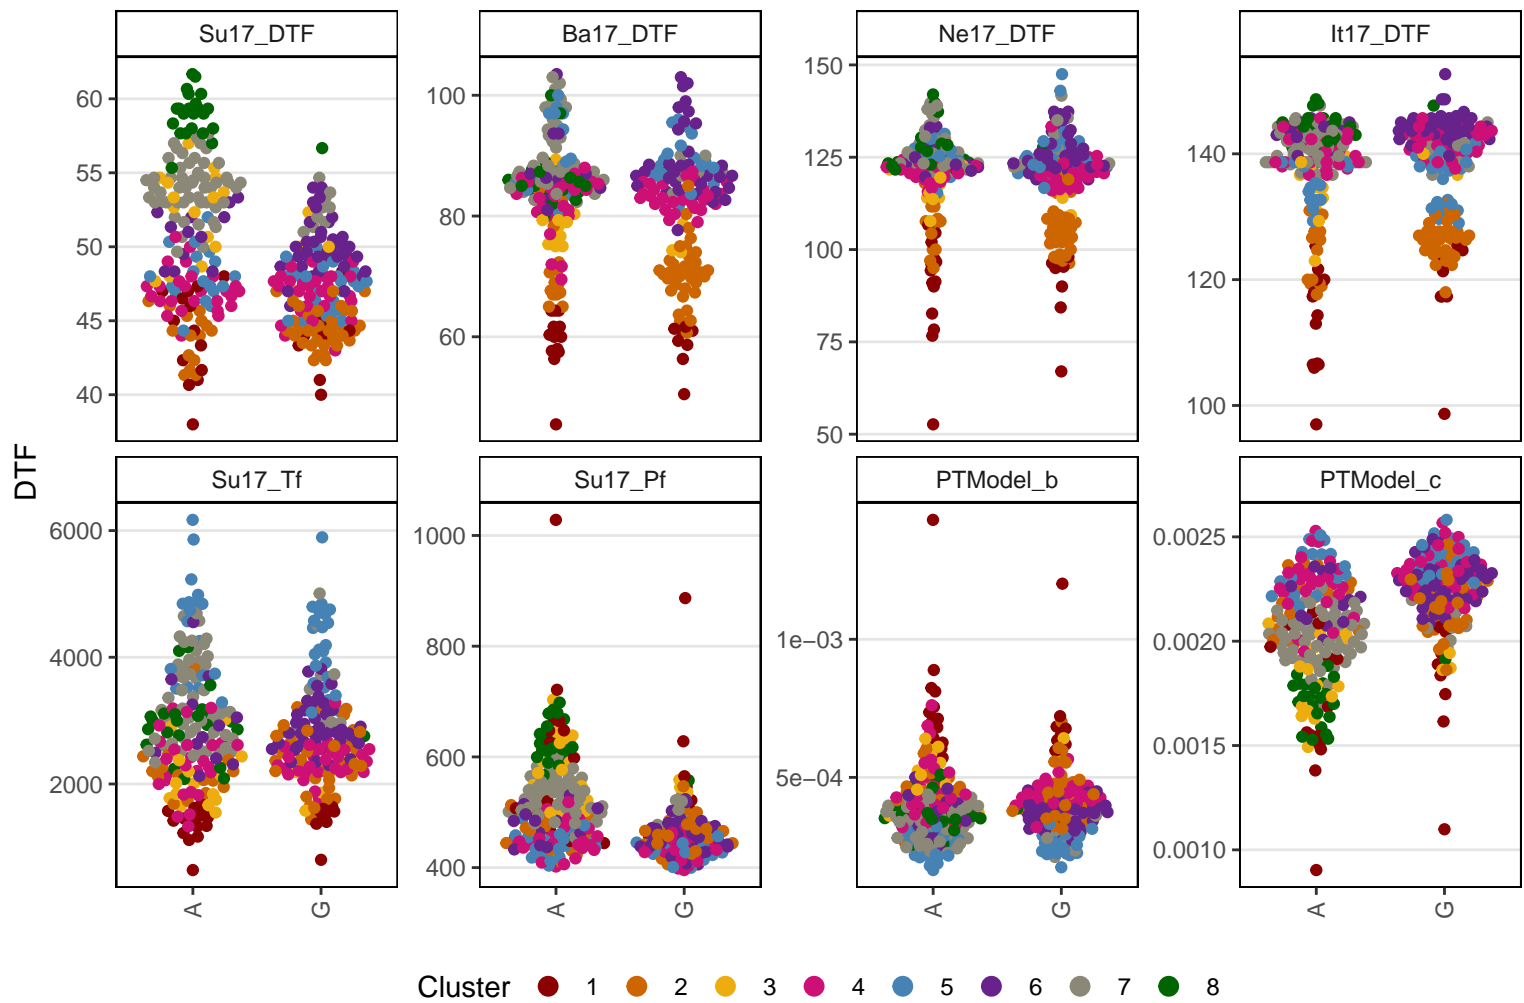 Su17_DTF
Ba17_DTF
Ne17_DTF
It17_DTF
60
55
50
45
40
100
80
60
150
125
100
75
50
140
120
100
DTF
Su17_Tf
Su17_Pf
PTModel_b
PTModel_c
6000
4000
2000
1000
800
600
400
1e−03
5e−04
0.0025
0.0020
0.0015
0.0010
A G
A G
A G
A G
Cluster 1 2 3 4 5 6 7 8